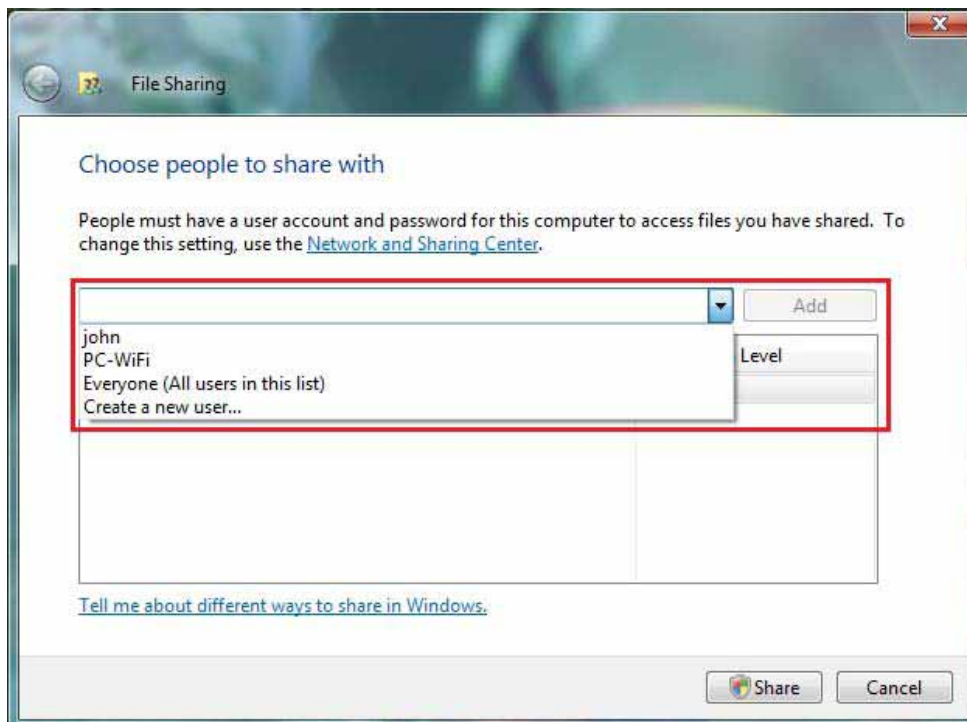 File Sharing
Choose people to share with
People must have a user account and password for this computer to access files you have shared. To
change this setting, use the Network and Sharing Center.
Add
john
PC-WiFi
Everyone (All users in this list)
Create a new user...
Level
Tell me about different ways to share in Windows.
Share
Cancel